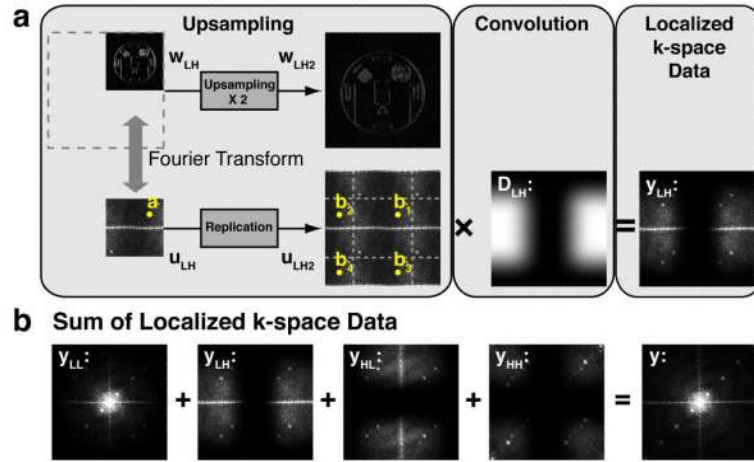 a
Upsampling
Convolution
Localized
k-space
Data
w_LH
w_LH2
Upsampling
X 2
Fourier Transform
a
b_2 b_1
b_4 b_3
Replication
u_LH
u_LH2
×
D_LH:
=
y_LH:
b Sum of Localized k-space Data
y_LL: + y_LH: + y_HL: + y_HH: = y: